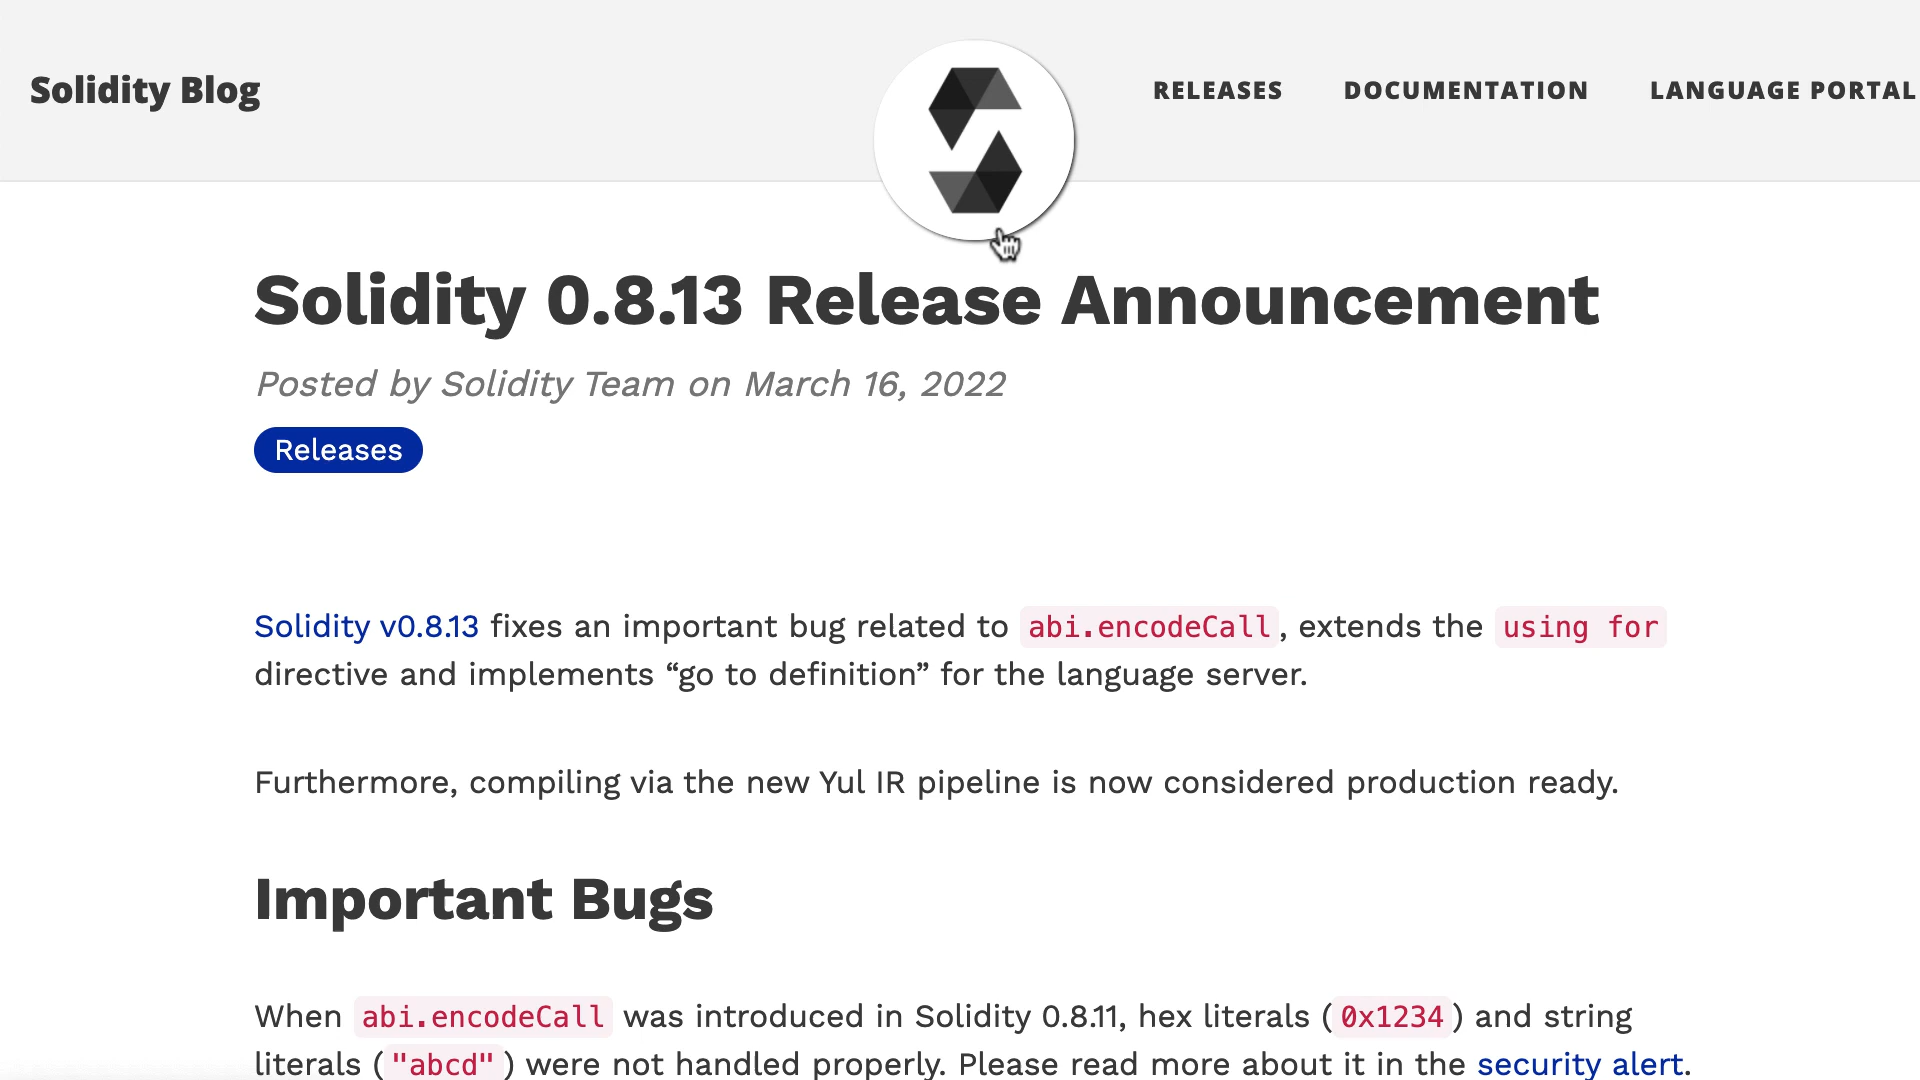 Solidity Blog
RELEASES DOCUMENTATION LANGUAGE PORTAL
Solidity 0.8.13 Release Announcement
Posted by Solidity Team on March 16, 2022
Releases
Solidity v0.8.13 fixes an important bug related to abi.encodeCall, extends the using for
directive and implements “go to definition” for the language server.
Furthermore, compiling via the new Yul IR pipeline is now considered production ready.
Important Bugs
When abi.encodeCall was introduced in Solidity 0.8.11, hex literals (0x1234) and string
literals ("abcd") were not handled properly. Please read more about it in the security alert.